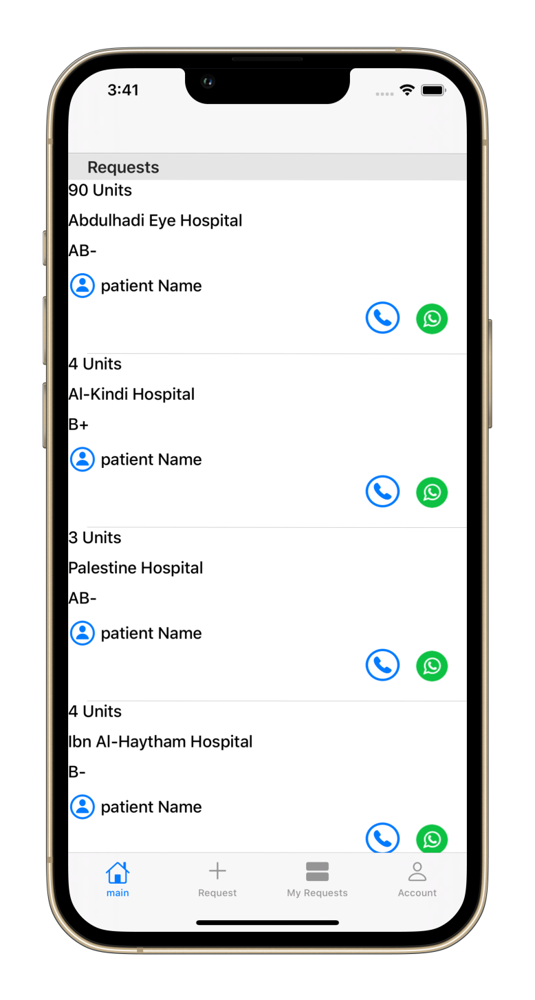 3:41
Requests
90 Units
Abdulhadi Eye Hospital
AB-
patient Name
4 Units
Al-Kindi Hospital
B+
patient Name
3 Units
Palestine Hospital
AB-
patient Name
4 Units
Ibn Al-Haytham Hospital
B-
patient Name
main Request My Requests Account